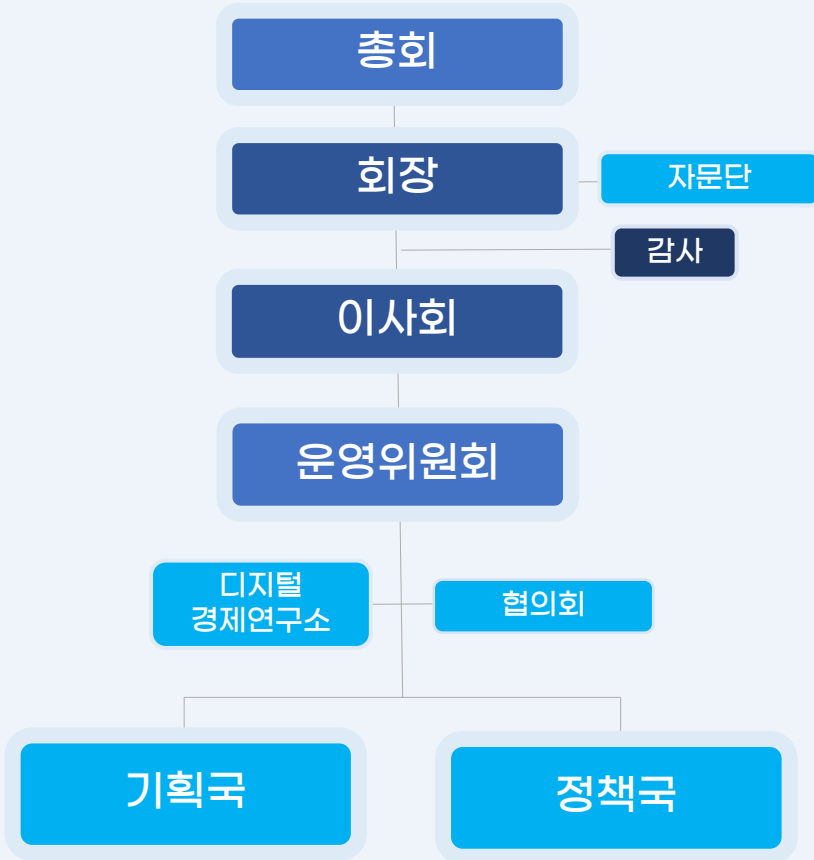 총회
회장
자문단
감사
이사회
운영위원회
디지털
경제연구소
협의회
기획국
정책국